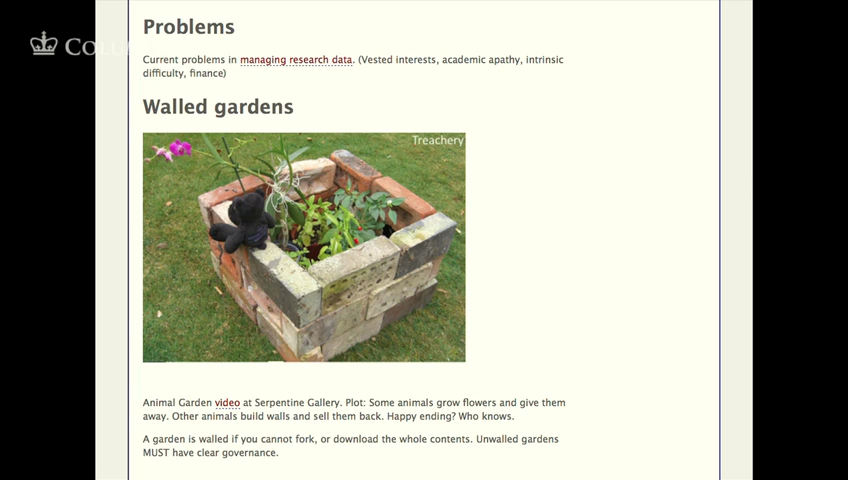 Problems
Current problems in managing research data. (Vested interests, academic apathy, intrinsic
difficulty, finance)
Walled gardens
Treachery
Animal Garden video at Serpentine Gallery. Plot: Some animals grow flowers and give them
away. Other animals build walls and sell them back. Happy ending? Who knows.
A garden is walled if you cannot fork, or download the whole contents. Unwalled gardens
MUST have clear governance.